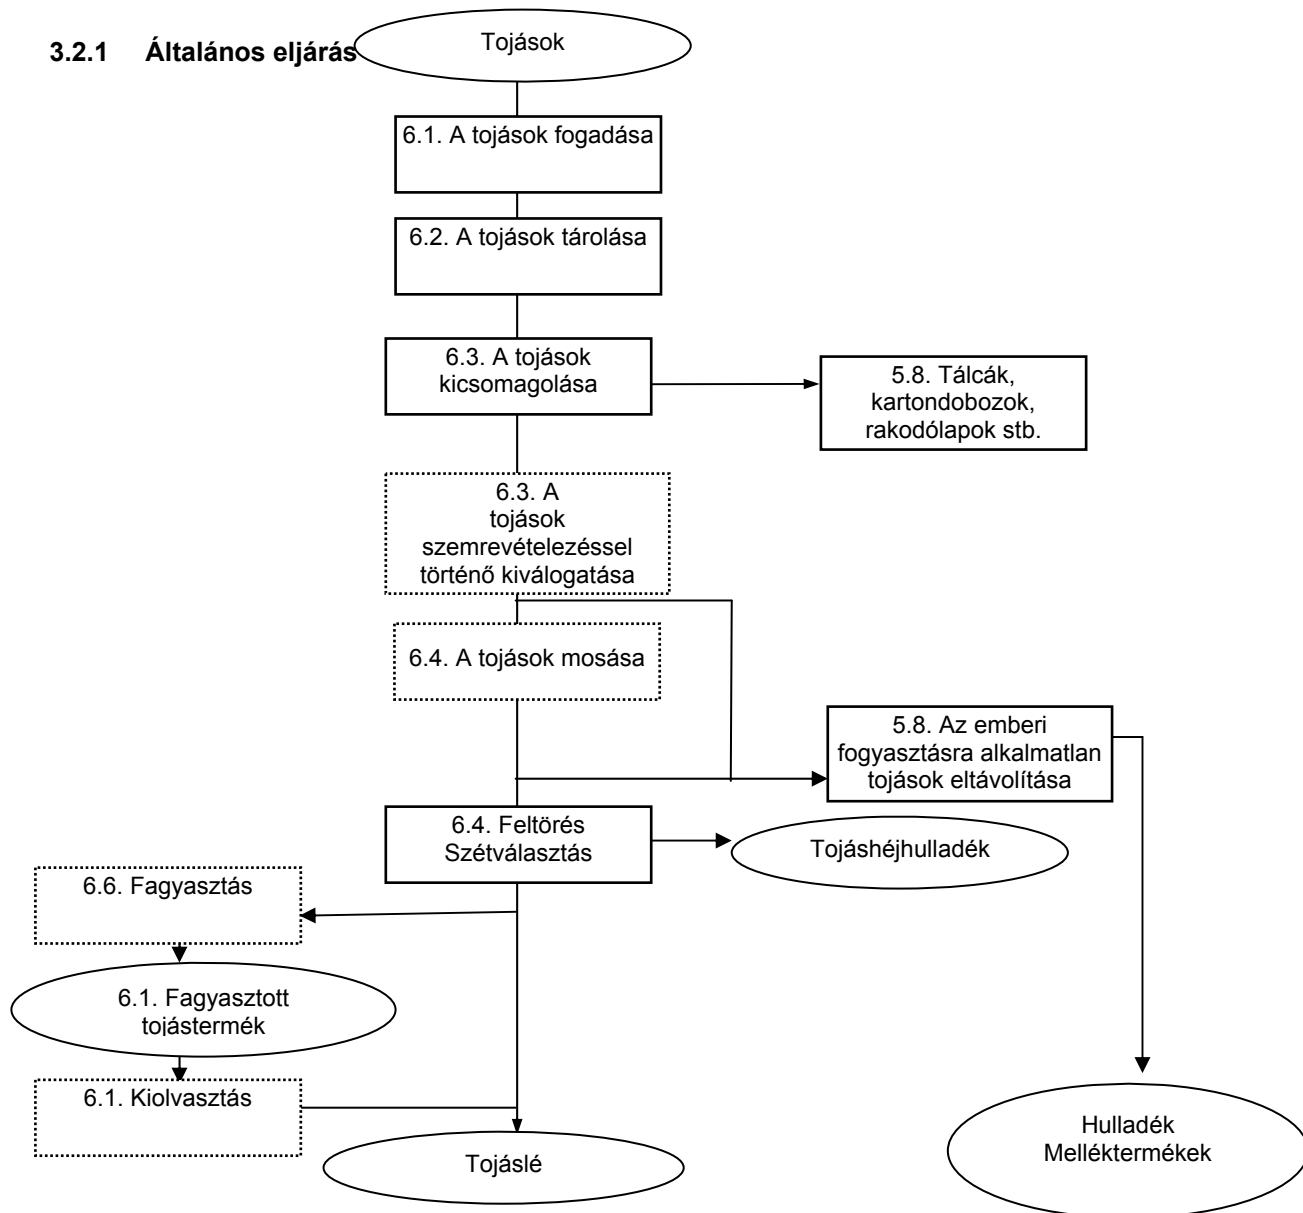 3.2.1 Általános eljárás
Tojások
6.1. A tojások fogadása
6.2. A tojások tárolása
6.3. A tojások
kicsomagolása
5.8. Tálcák,
kartondobozok,
rakodólapok stb.
6.3. A
tojások
szemrevételezéssel
történő kiválogatása
6.4. A tojások mosása
5.8. Az emberi
fogyasztásra alkalmatlan
tojások eltávolítása
6.4. Feltörés
Szétválasztás
Tojáshéjhulladék
6.6. Fagyasztás
6.1. Fagyasztott
tojástermék
6.1. Kiolvasztás
Tojáslé
Hulladék
Melléktermékek